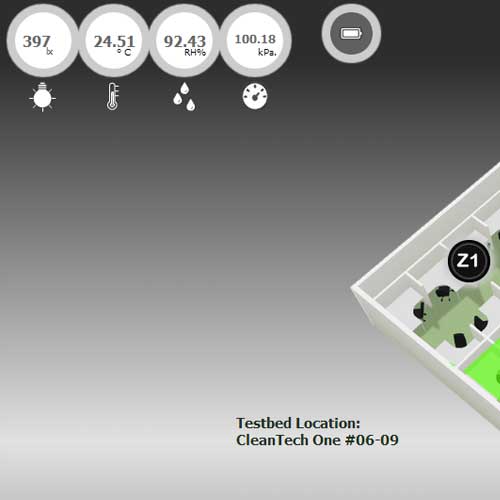 397
lx
24.51
° C
92.43
RH%
100.18
kPa.
Z1
Testbed Location:
CleanTech One #06-09